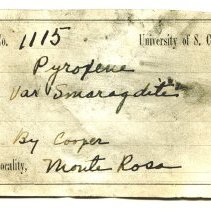 No. 1115 University of S. C
Pyroxene
Var Smaragdite
By Cooper
Locality, Monte Rosa